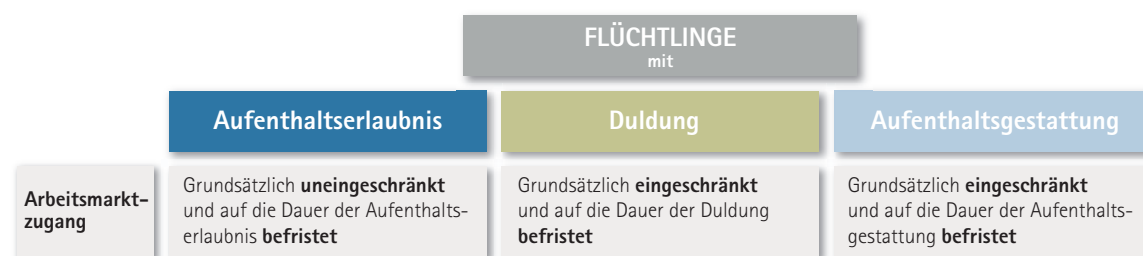 FLÜCHTLINGE
mit
Aufenthaltserlaubnis
Duldung
Aufenthaltsgestattung
Arbeitsmarkt-
zugang
Grundsätzlich uneingeschränkt
und auf die Dauer der Aufenthalts-
erlaubnis befristet
Grundsätzlich eingeschränkt
und auf die Dauer der Duldung
befristet
Grundsätzlich eingeschränkt
und auf die Dauer der Aufenthalts-
gestattung befristet